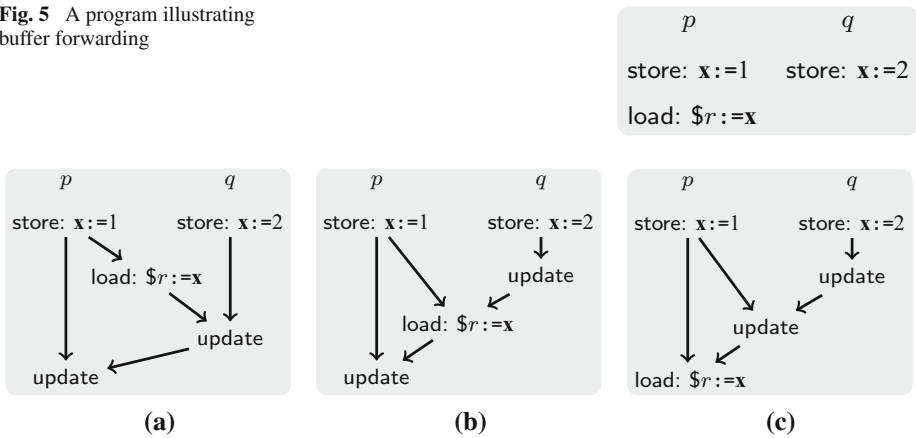 Fig. 5 A program illustrating
buffer forwarding
p q
store: x:=1 store: x:=2
load: $r:=x
p q
store: x:=1 store: x:=2
load: $r:=x
update
update
(a)
p q
store: x:=1 store: x:=2
update
load: $r:=x
update
(b)
p q
store: x:=1 store: x:=2
update
update
load: $r:=x
(c)